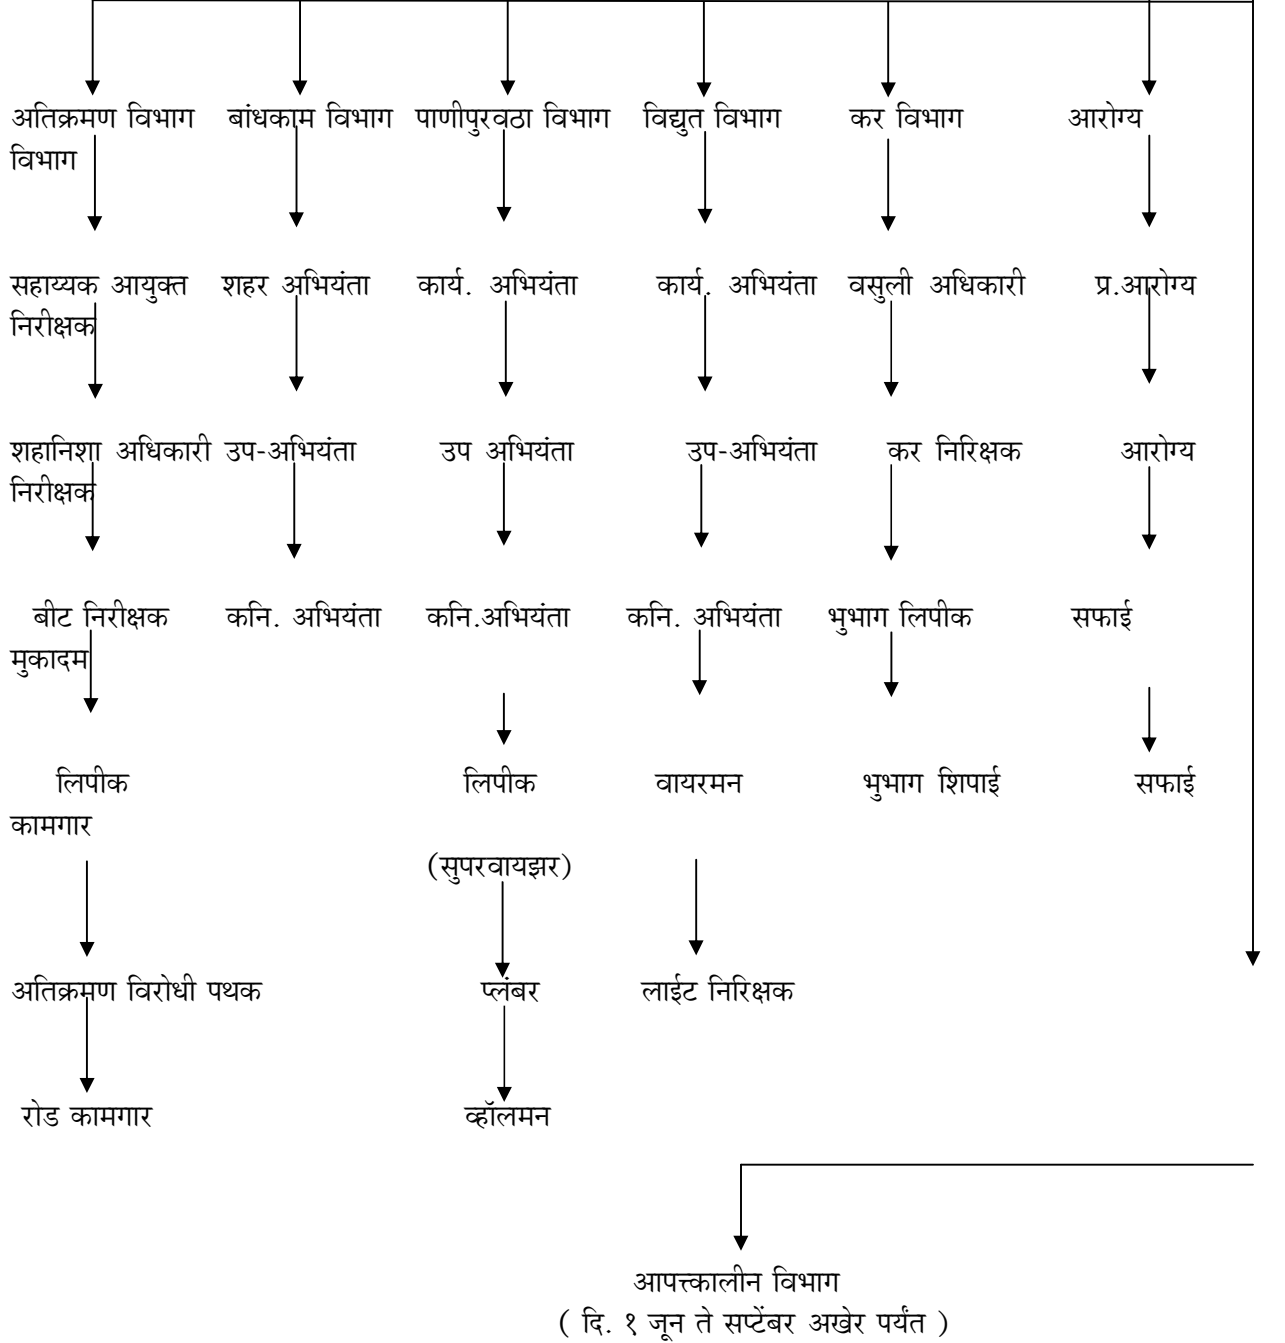 अतिक्रमण विभाग बांधकाम विभाग पाणीपुरवठा विभाग विद्युत विभाग कर विभाग आरोग्य
विभाग
सहाय्यक आयुक्त शहर अभियंता कार्य. अभियंता कार्य. अभियंता वसुली अधिकारी प्र.आरोग्य
निरीक्षक
शहानिशा अधिकारी उप-अभियंता उप अभियंता उप-अभियंता कर निरिक्षक आरोग्य
निरीक्षक
बीट निरीक्षक कनि. अभियंता कनि.अभियंता कनि. अभियंता भुभाग लिपीक सफाई
मुकादम
लिपीक लिपीक वायरमन भुभाग शिपाई सफाई
कामगार
(सुपरवायझर)
अतिक्रमण विरोधी पथक प्लंबर लाईट निरिक्षक
रोड कामगार व्हॉलमन
आपत्त्कालीन विभाग
( दि. १ जून ते सप्टेंबर अखेर पर्यंत )